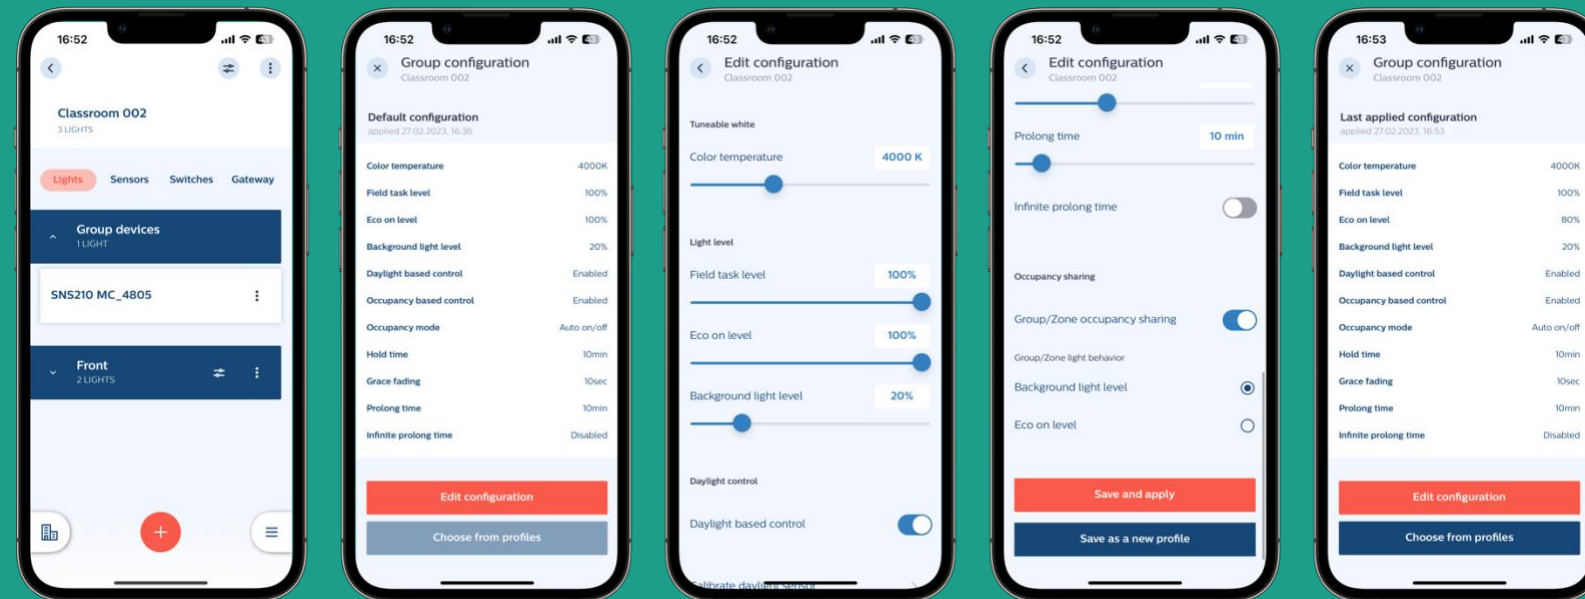 16:52
Classroom 002
3 LIGHTS
Lights Sensors Switches Gateway
Group devices
1 LIGHT
SNS210 MC_4805
Front
2 LIGHTS
16:52
Group configuration
Classroom 002
Default configuration
applied 27.02.2023, 16:36
Color temperature 4000K
Field task level 100%
Eco on level 100%
Background light level 20%
Daylight based control Enabled
Occupancy based control Enabled
Occupancy mode Auto on/off
Hold time 10min
Grace fading 10sec
Prolong time 10min
Infinite prolong time Disabled
Edit configuration
Choose from profiles
16:52
Edit configuration
Classroom 002
Tuneable white
Color temperature 4000 K
Light level
Field task level 100%
Eco on level 100%
Background light level 20%
Daylight control
Daylight based control
Calibrate daylight sensor
16:52
Edit configuration
Classroom 002
Prolong time 10 min
Infinite prolong time
Occupancy sharing
Group/Zone occupancy sharing
Group/Zone light behavior
Background light level
Eco on level
Save and apply
Save as a new profile
16:53
Group configuration
Classroom 002
Last applied configuration
applied 27.02.2023, 16:53
Color temperature 4000K
Field task level 100%
Eco on level 80%
Background light level 20%
Daylight based control Enabled
Occupancy based control Enabled
Occupancy mode Auto on/off
Hold time 10min
Grace fading 10sec
Prolong time 10min
Infinite prolong time Disabled
Edit configuration
Choose from profiles